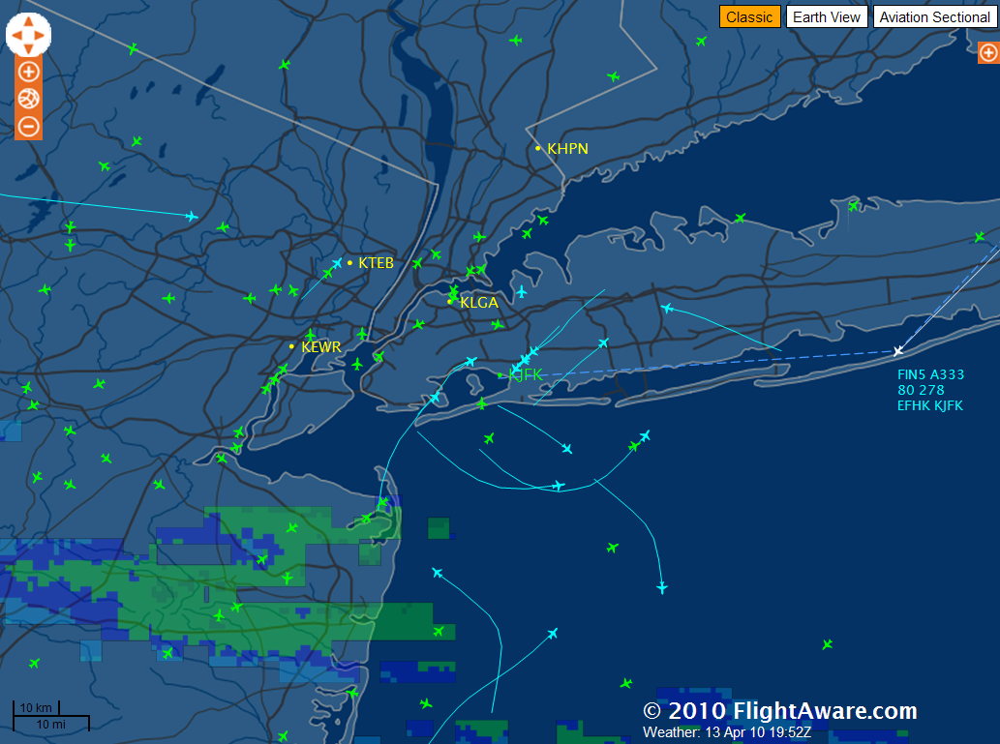 Classic
Earth View
Aviation Sectional
KHPN
KTEB
KLGA
KEWR
KJFK
FIN5 A333
80 278
EFHK KJFK
10 km
10 mi
© 2010 FlightAware.com
Weather: 13 Apr 10 19:52Z